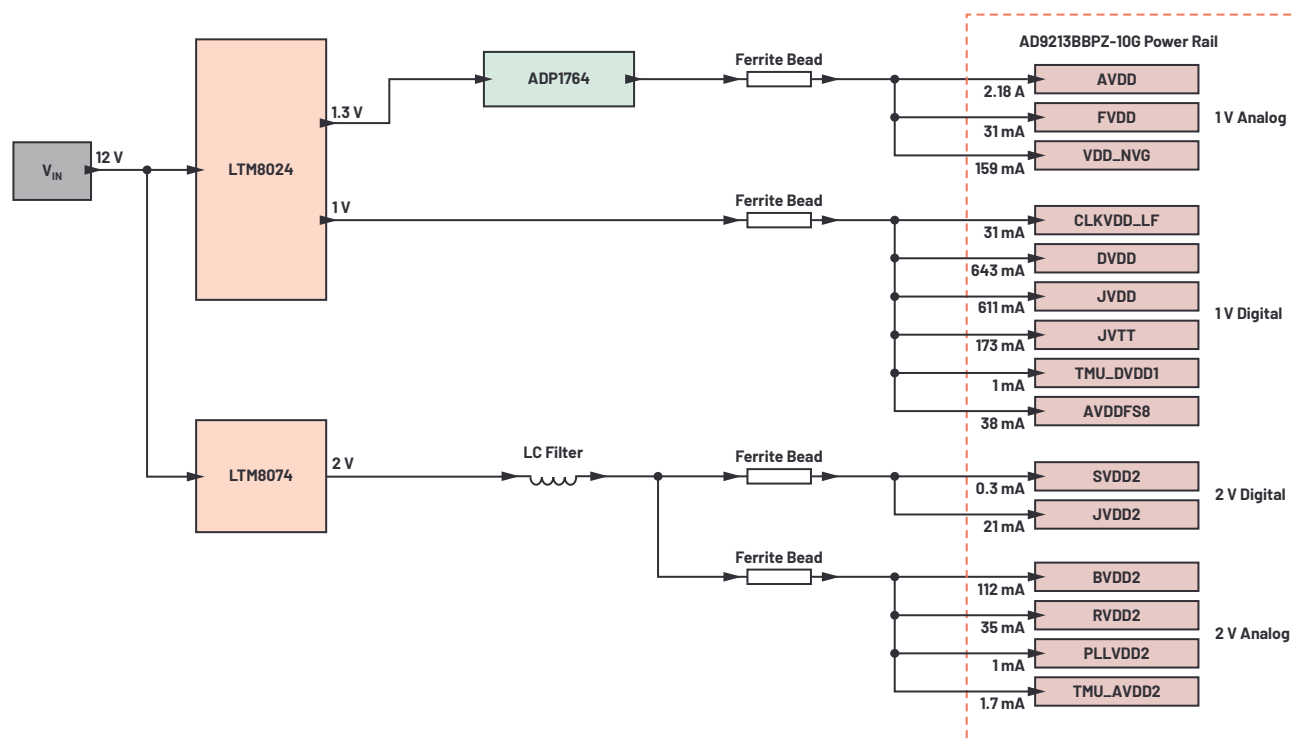 AD9213BBPZ-10G Power Rail
Ferrite Bead
ADP1764
AVDD
2.18 A
1.3 V
FVDD
1 V Analog
31 mA
12 V
VIN
LTM8024
VDD_NVG
159 mA
1 V
Ferrite Bead
CLKVDD_LF
31 mA
DVDD
643 mA
JVDD
611 mA
1 V Digital
JVTT
173 mA
TMU_DVDD1
1 mA
AVDDFS8
38 mA
LTM8074
2 V
LC Filter
Ferrite Bead
SVDD2
0.3 mA
2 V Digital
JVDD2
21 mA
Ferrite Bead
BVDD2
112 mA
RVDD2
35 mA
2 V Analog
PLLVDD2
1 mA
TMU_AVDD2
1.7 mA